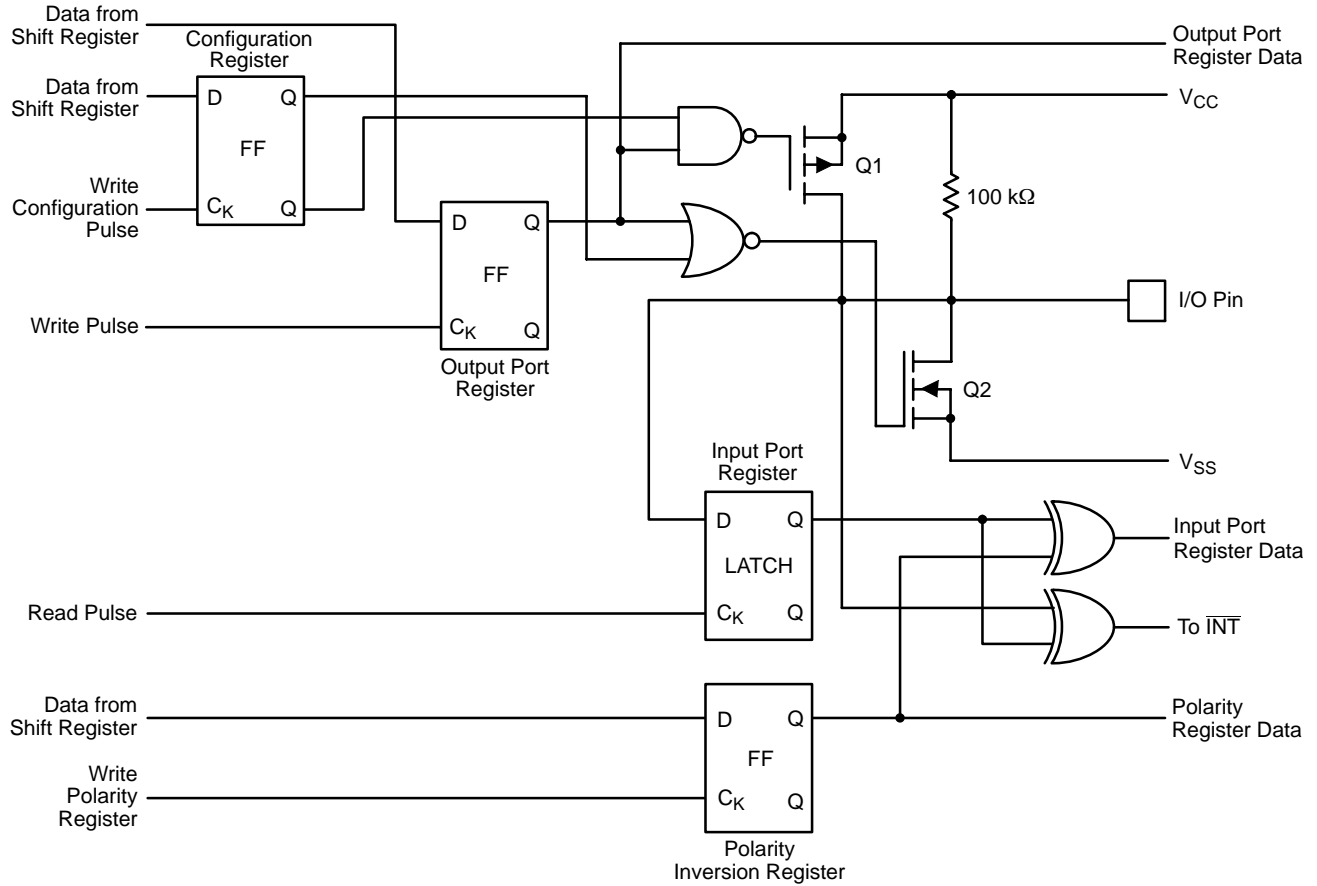 Data from
Shift Register
Configuration
Register
Data from
Shift Register
D
Q
FF
Write
Configuration
Pulse
CK
Q
D
Q
FF
Write Pulse
CK
Q
Output Port
Register
Output Port
Register Data
VCC
Q1
100 kΩ
I/O Pin
Q2
VSS
Input Port
Register
D
Q
LATCH
Read Pulse
CK
Q
Input Port
Register Data
To INT
Data from
Shift Register
D
Q
FF
Polarity
Register Data
Write
Polarity
Register
CK
Q
Polarity
Inversion Register